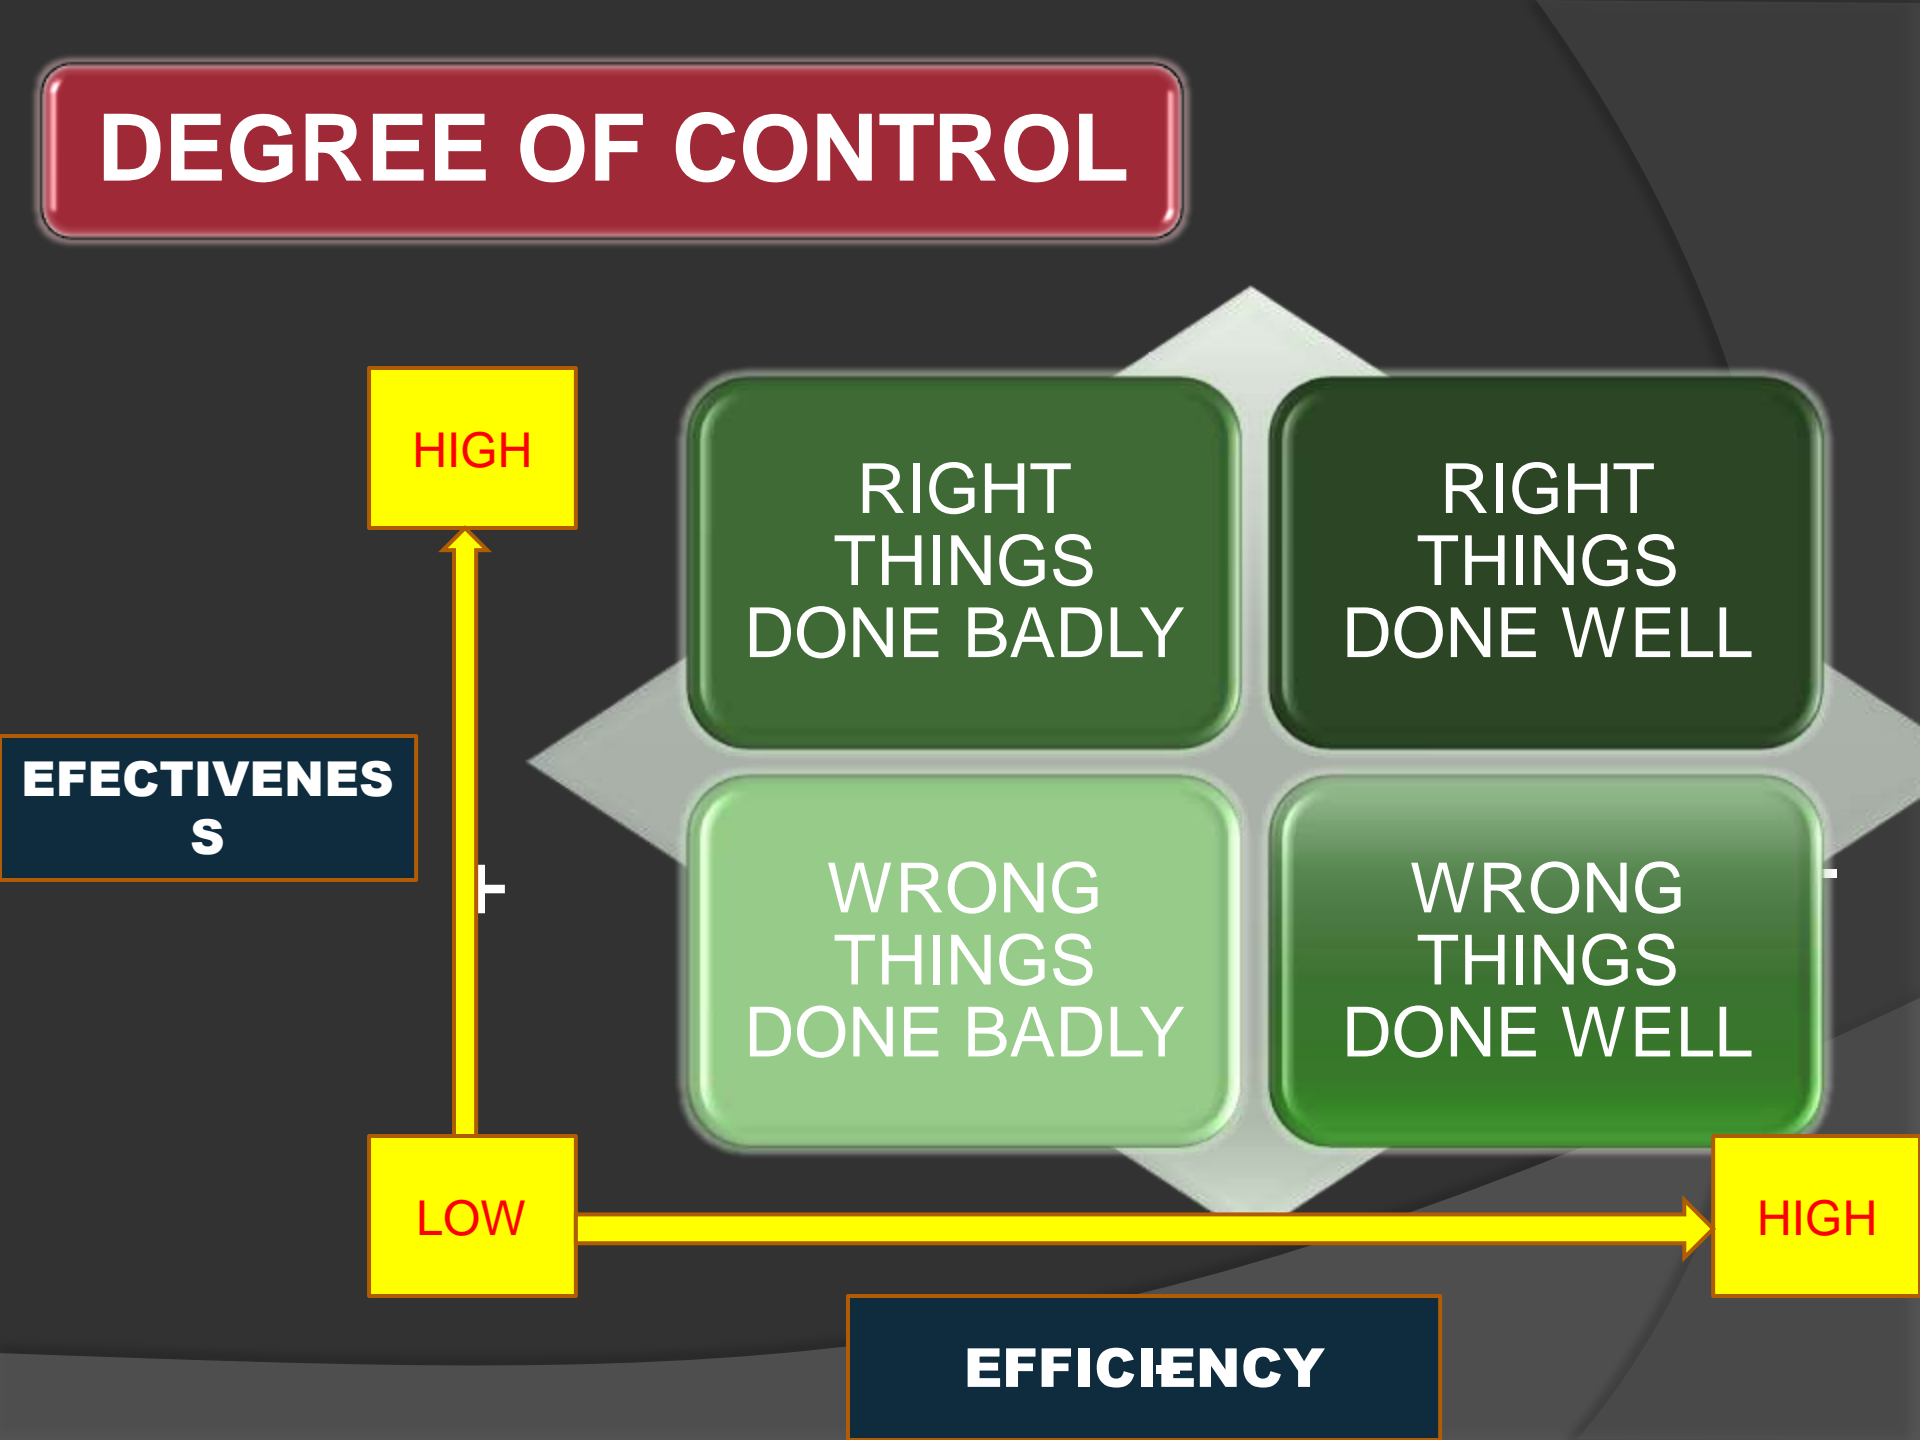 DEGREE OF CONTROL
HIGH
RIGHT
THINGS
DONE BADLY
RIGHT
THINGS
DONE WELL
EFECTIVENES
S
+
WRONG
THINGS
DONE BADLY
WRONG
THINGS
DONE WELL
-
LOW
HIGH
EFFICIENCY